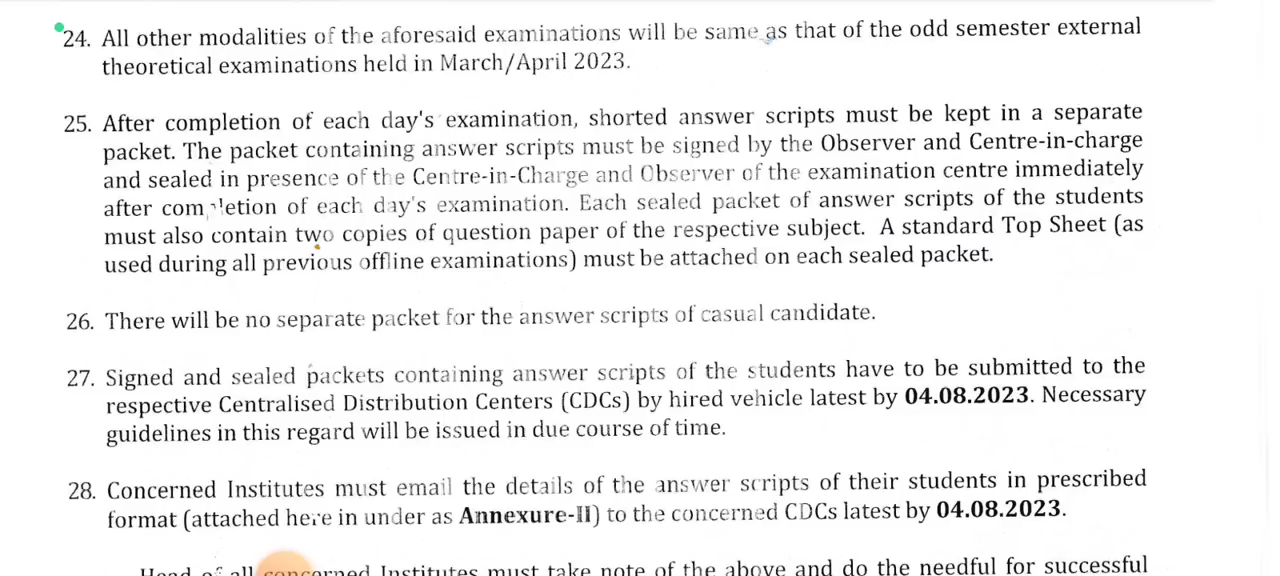 24. All other modalities of the aforesaid examinations will be same as that of the odd semester external
theoretical examinations held in March/April 2023.
25. After completion of each day's examination, shorted answer scripts must be kept in a separate
packet. The packet containing answer scripts must be signed by the Observer and Centre-in-charge
and sealed in presence of the Centre-in-Charge and Observer of the examination centre immediately
after completion of each day's examination. Each sealed packet of answer scripts of the students
must also contain two copies of question paper of the respective subject. A standard Top Sheet (as
used during all previous offline examinations) must be attached on each sealed packet.
26. There will be no separate packet for the answer scripts of casual candidate.
27. Signed and sealed packets containing answer scripts of the students have to be submitted to the
respective Centralised Distribution Centers (CDCs) by hired vehicle latest by 04.08.2023. Necessary
guidelines in this regard will be issued in due course of time.
28. Concerned Institutes must email the details of the answer scripts of their students in prescribed
format (attached here in under as Annexure-II) to the concerned CDCs latest by 04.08.2023.
Head of all concerned Institutes must take note of the above and do the needful for successful